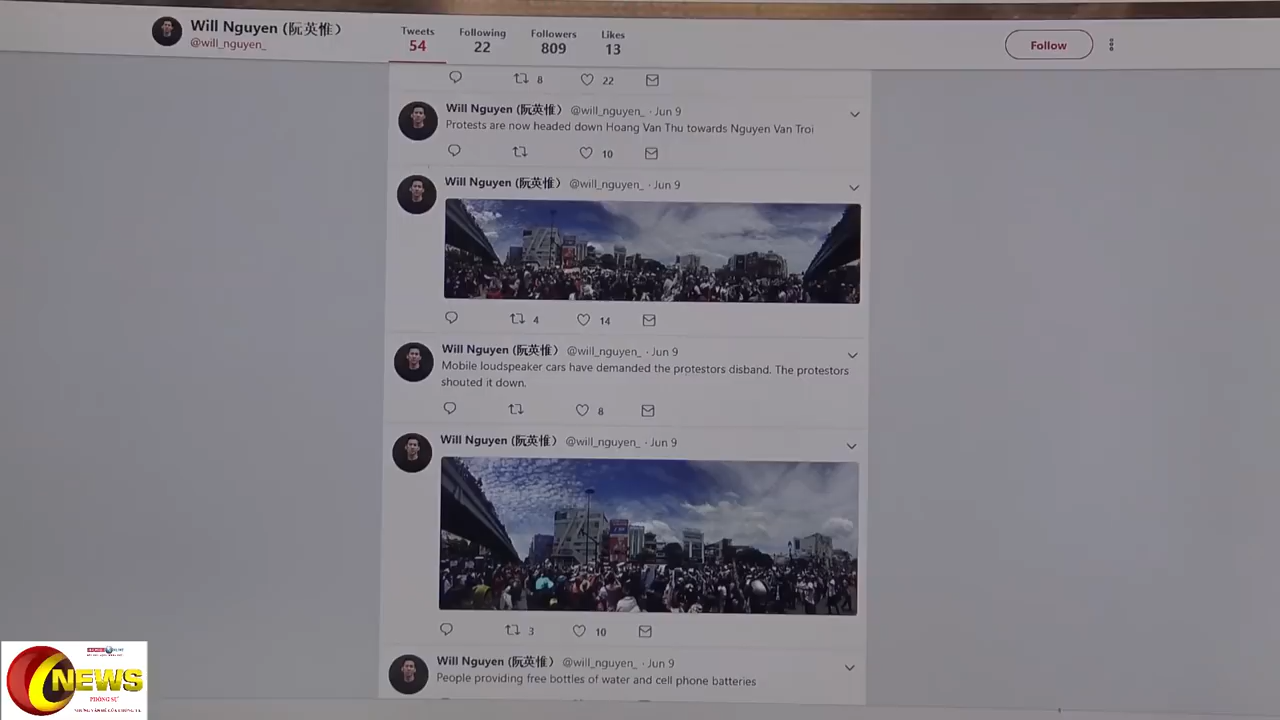 Will Nguyen (阮英惟)
@will_nguyen_
Tweets
54
Following
22
Followers
809
Likes
13
Follow
8
22
Will Nguyen (阮英惟) @will_nguyen_ · Jun 9
Protests are now headed down Hoang Van Thu towards Nguyen Van Troi
10
Will Nguyen (阮英惟) @will_nguyen_ · Jun 9
4
14
Will Nguyen (阮英惟) @will_nguyen_ · Jun 9
Mobile loudspeaker cars have demanded the protestors disband. The protestors
shouted it down.
8
Will Nguyen (阮英惟) @will_nguyen_ · Jun 9
3
10
Will Nguyen (阮英惟) @will_nguyen_ · Jun 9
People providing free bottles of water and cell phone batteries
NEWS
PHÓNG SỰ